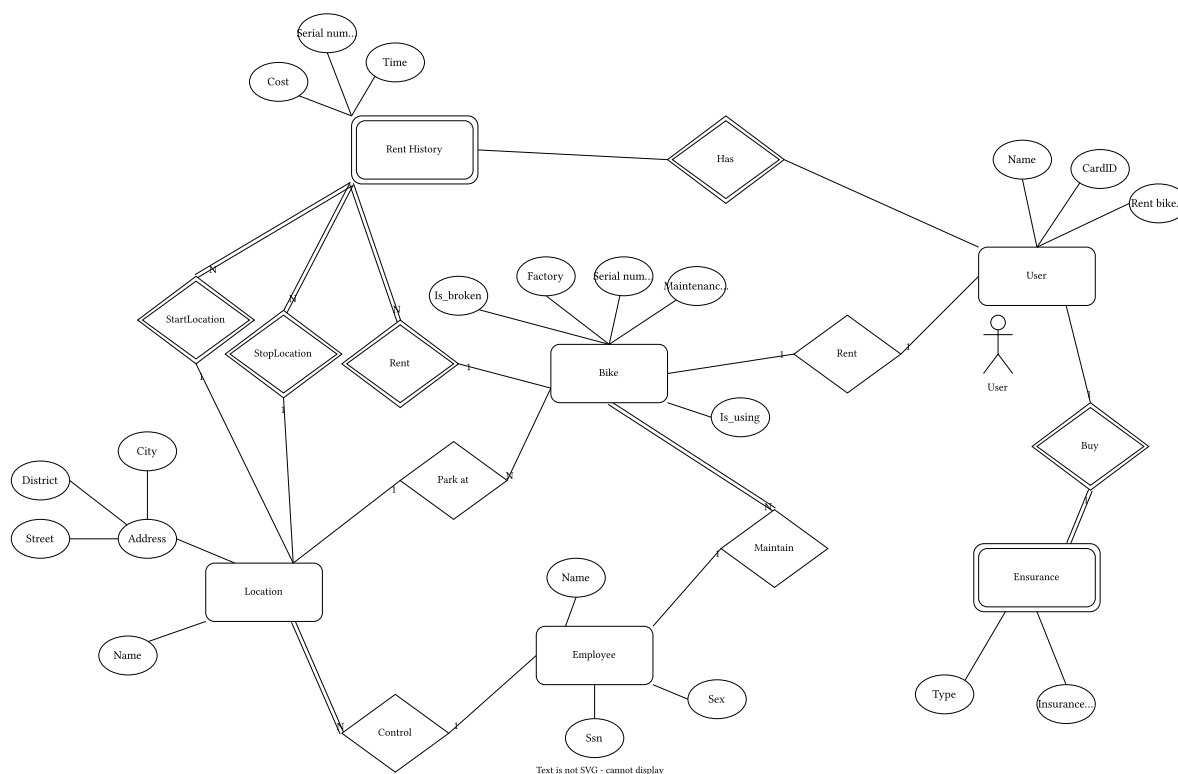 Serial num...
Time
Cost
Rent History
Has
Name
CardID
Rent bike.
User
N
StartLocation
1
N
StopLocation
1
N
Rent
1
Is_broken
Factory
Serial num...
Maintenanc...
Bike
Is_using
1
Rent
1
User
1
Buy
1
Ensurance
Type
Insurance...
N
Park at
1
City
District
Street
Address
Location
Name
N
Maintain
1
Name
Employee
Sex
Ssn
N
Control
1
Text is not SVG - cannot display